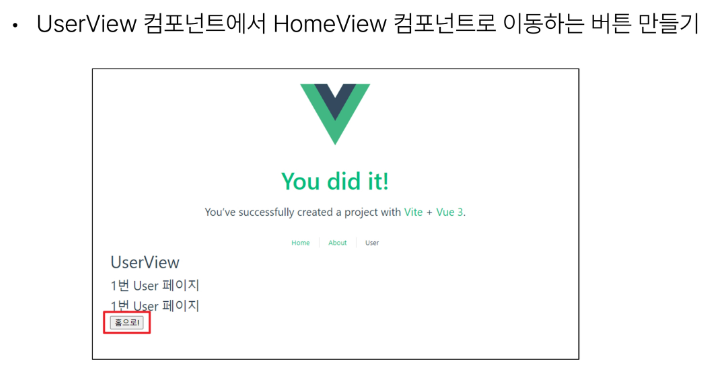 • UserView 컴포넌트에서 HomeView 컴포넌트로 이동하는 버튼 만들기
You did it!
You've successfully created a project with Vite + Vue 3.
Home About User
UserView
1번 User 페이지
1번 User 페이지
홈으로!